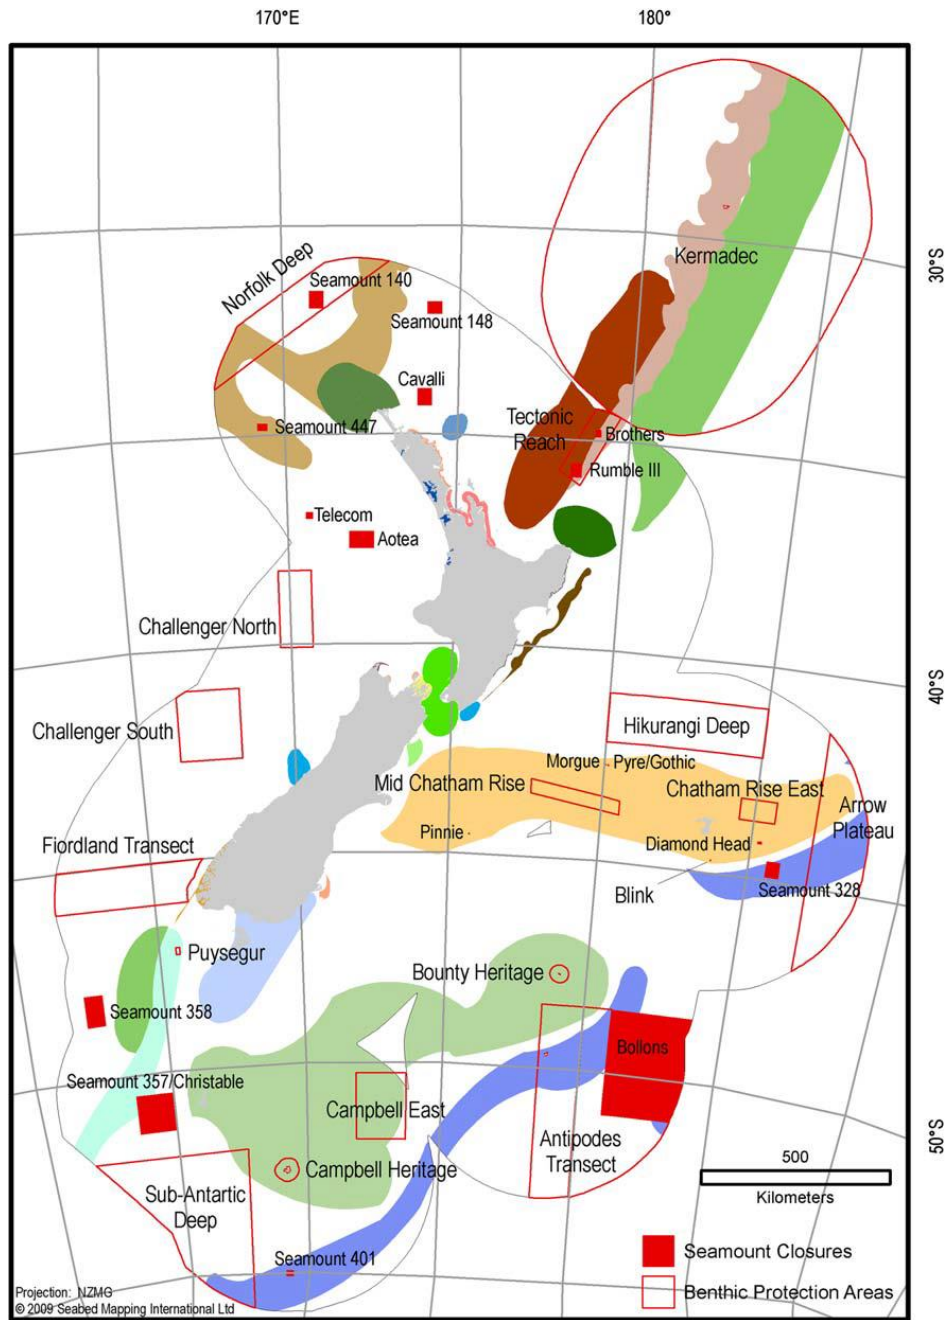 170°E
180°
30°S
Kermadec
Norfolk Deep
Seamount 140
Seamount 148
Cavalli
Seamount 447
Tectonic
Reach
Brothers
Rumble III
Telecom
Aotea
Challenger North
40°S
Challenger South
Hikurangi Deep
Morgue
Pyre/Gothic
Mid Chatham Rise
Chatham Rise East
Arrow
Plateau
Pinnie
Diamond Head
Fiordland Transect
Blink
Seamount 328
Puysegur
Bounty Heritage
Seamount 358
Bollons
Seamount 357/Christable
Campbell East
50°S
Antipodes
Transect
Campbell Heritage
500
Kilometers
Sub-Antartic
Deep
Seamount 401
Seamount Closures
Benthic Protection Areas
Projection: NZMG
© 2009 Seabed Mapping International Ltd